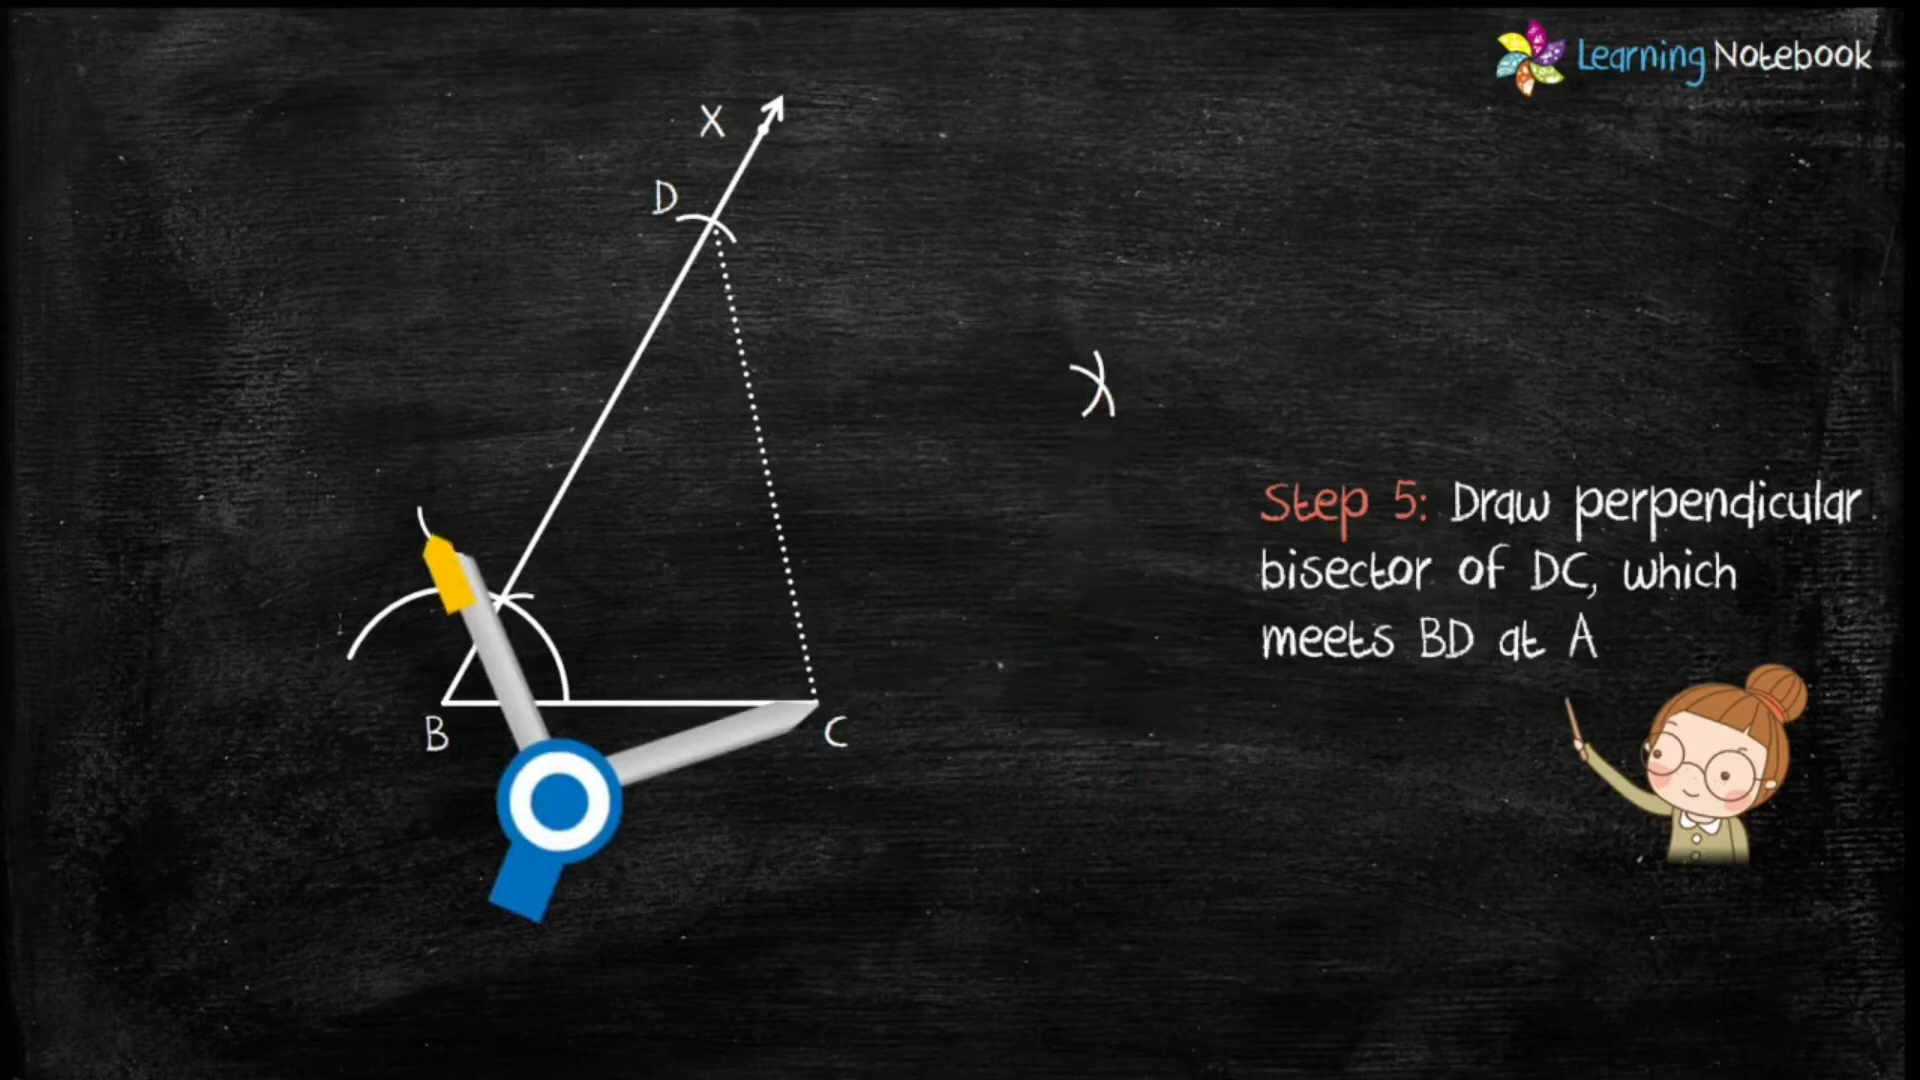 Learning Notebook
X
D
Step 5: Draw perpendicular
bisector of DC, which
meets BD at A
B
C